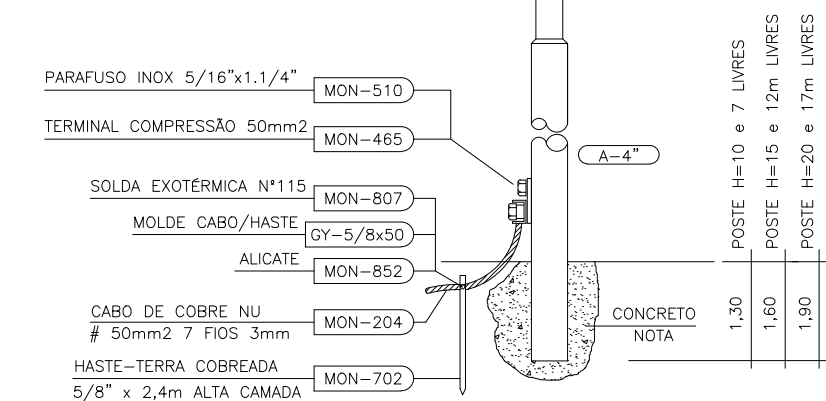 PARAFUSO INOX 5/16"x1.1/4"
MON-510
TERMINAL COMPRESSÃO 50mm2
MON-465
SOLDA EXOTÉRMICA N°115
MON-807
MOLDE CABO/HASTE
GY-5/8x50
ALICATE
MON-852
CABO DE COBRE NU
# 50mm2 7 FIOS 3mm
MON-204
HASTE-TERRA COBREADA
5/8" x 2,4m ALTA CAMADA
MON-702
A-4"
CONCRETO
NOTA
POSTE H=10 e 7 LIVRES
1,30
POSTE H=15 e 12m LIVRES
1,60
POSTE H=20 e 17m LIVRES
1,90